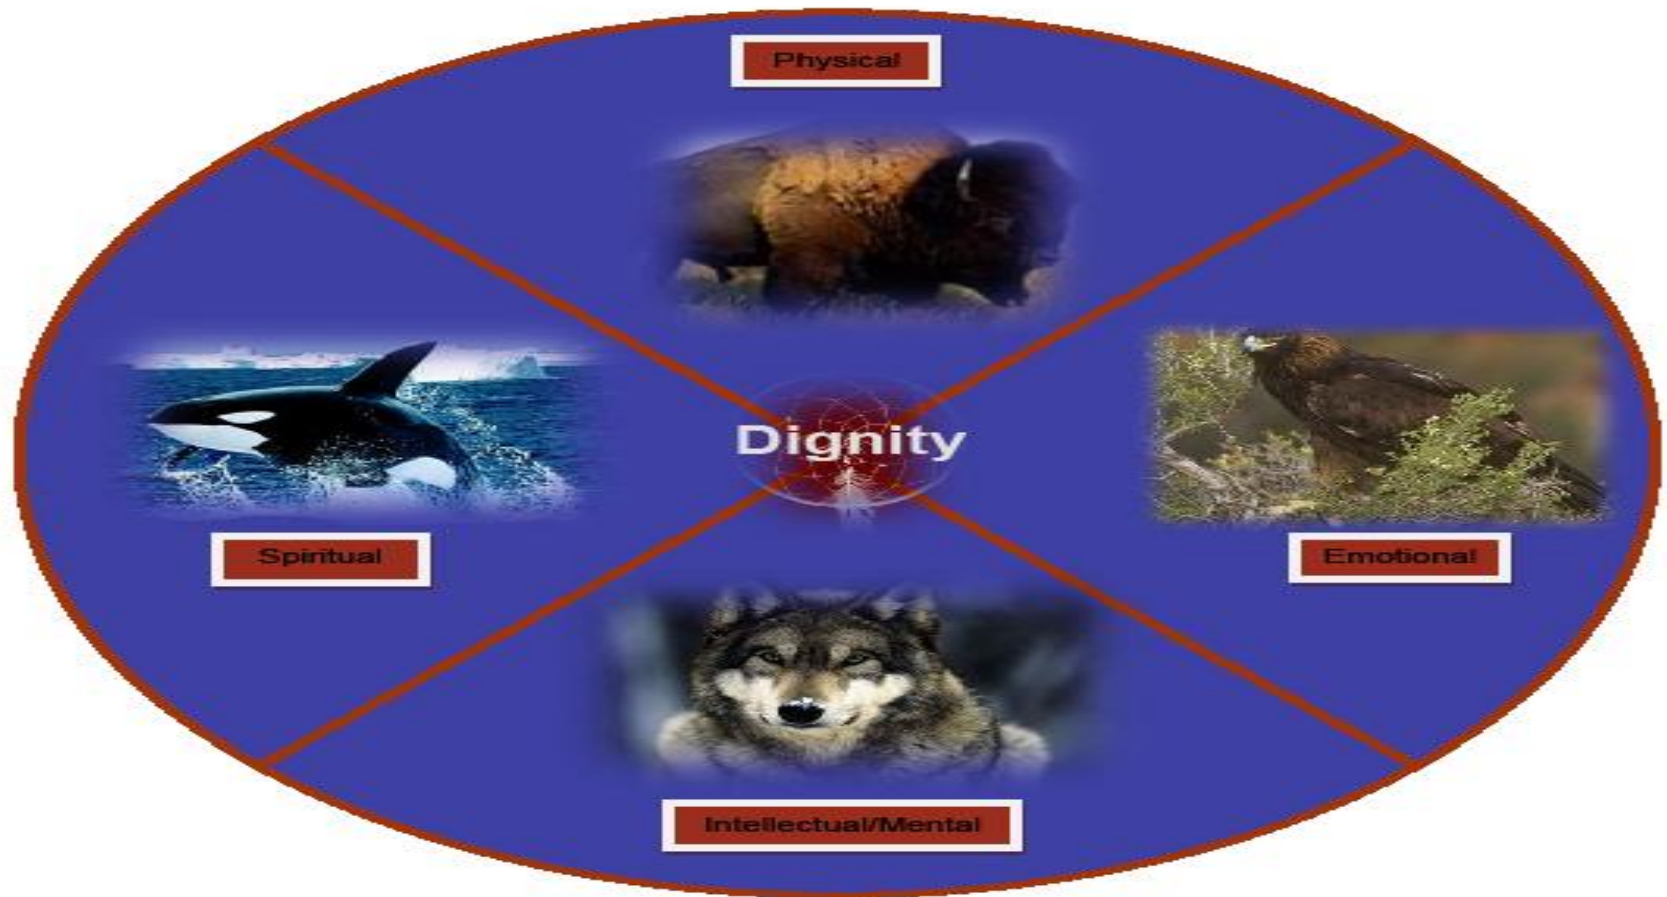 Physical
Dignity
Spiritual
Emotional
Intellectual/Mental